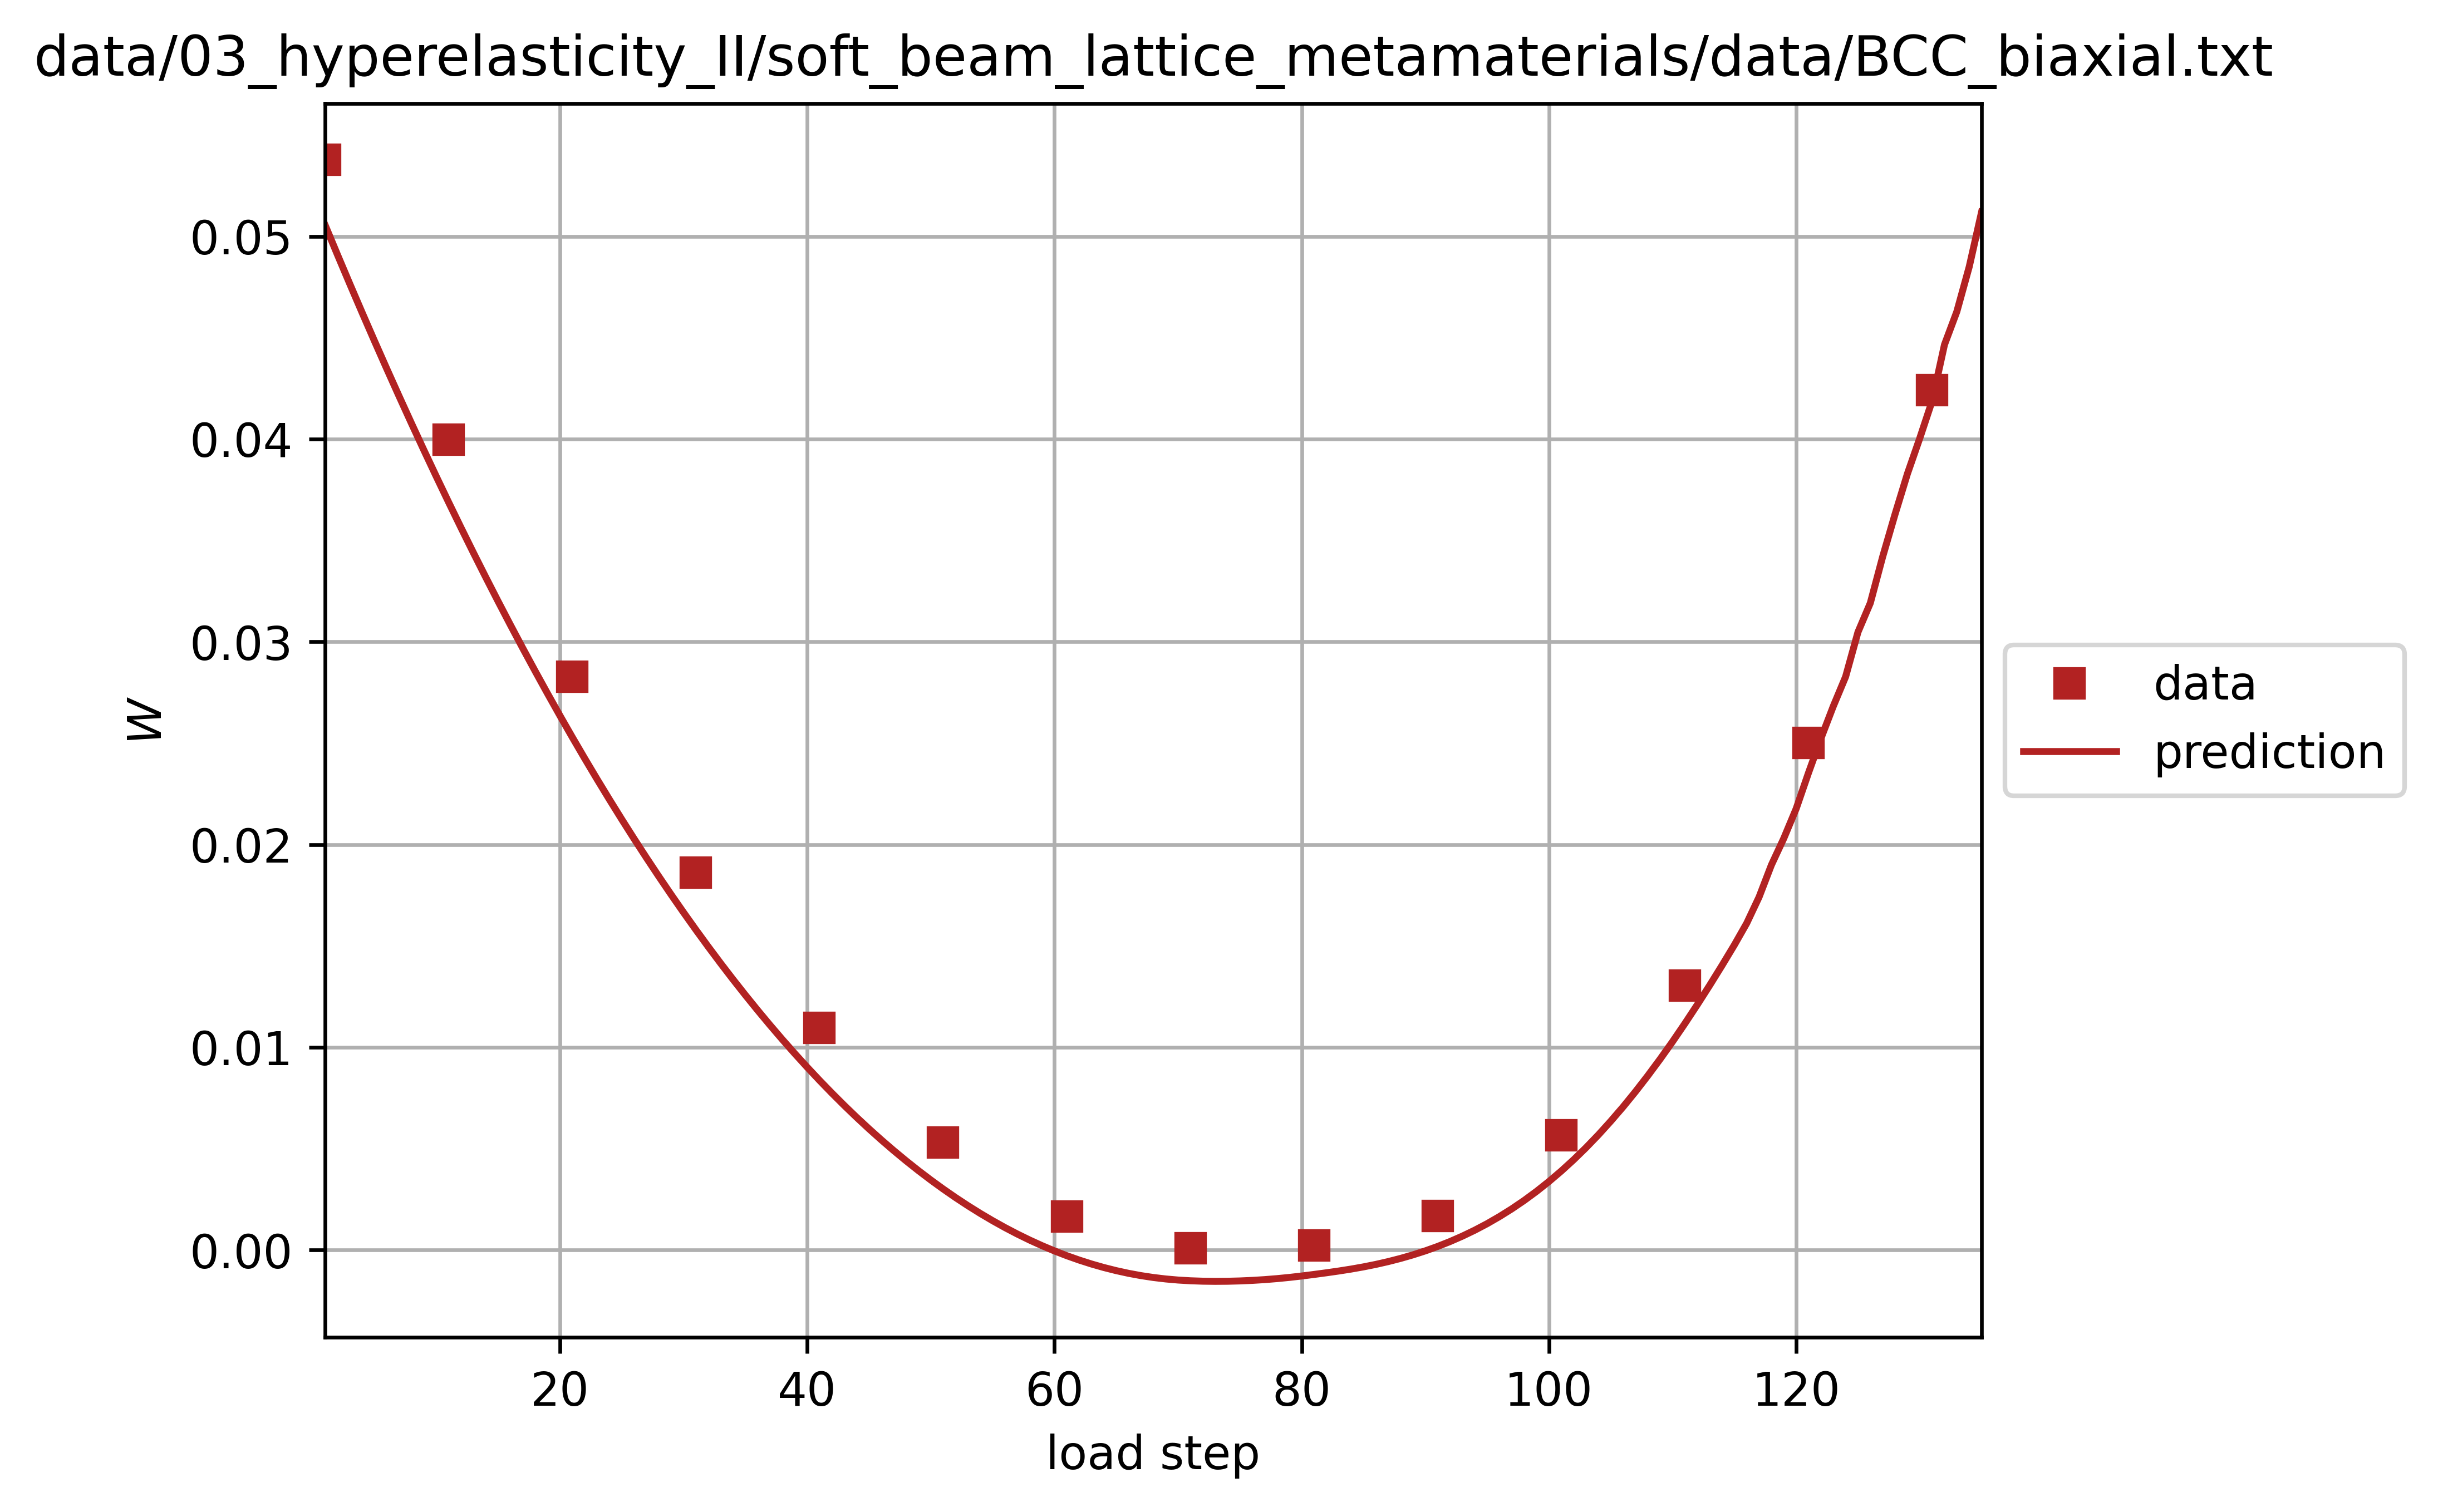 data/03_hyperelasticity_II/soft_beam_lattice_metamaterials/data/BCC_biaxial.txt
0.05
0.04
0.03
0.02
0.01
0.00
W
data
prediction
20 40 60 80 100 120
load step